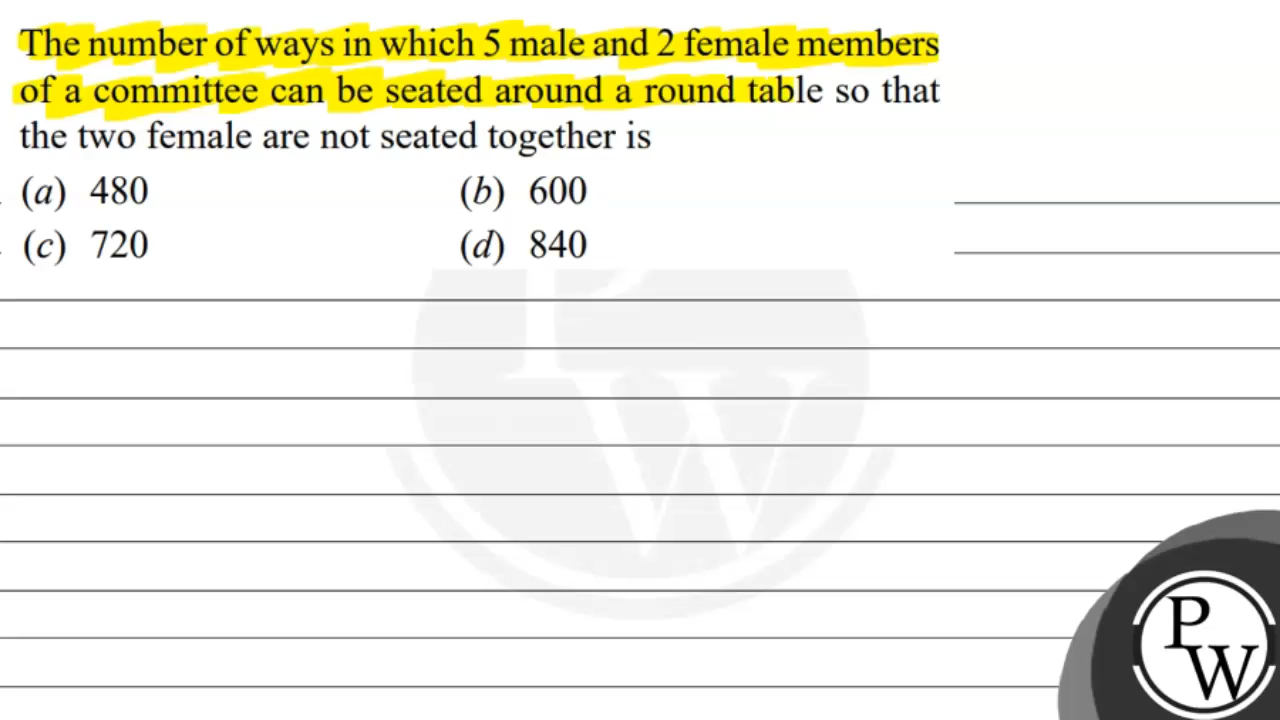 The number of ways in which 5 male and 2 female members
of a committee can be seated around a round table so that
the two female are not seated together is
(a) 480 (b) 600
(c) 720 (d) 840
PW
P
W